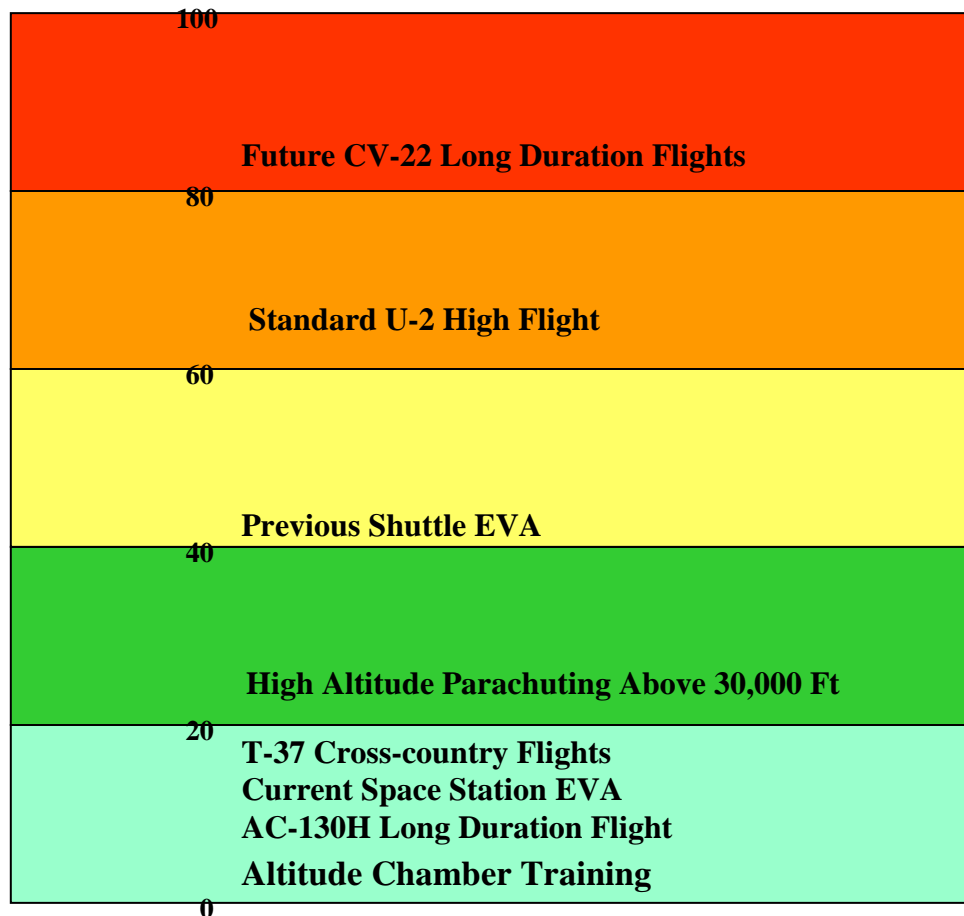 100
Future CV-22 Long Duration Flights
80
Standard U-2 High Flight
60
Previous Shuttle EVA
40
High Altitude Parachuting Above 30,000 Ft
20
T-37 Cross-country Flights
Current Space Station EVA
AC-130H Long Duration Flight
Altitude Chamber Training
0